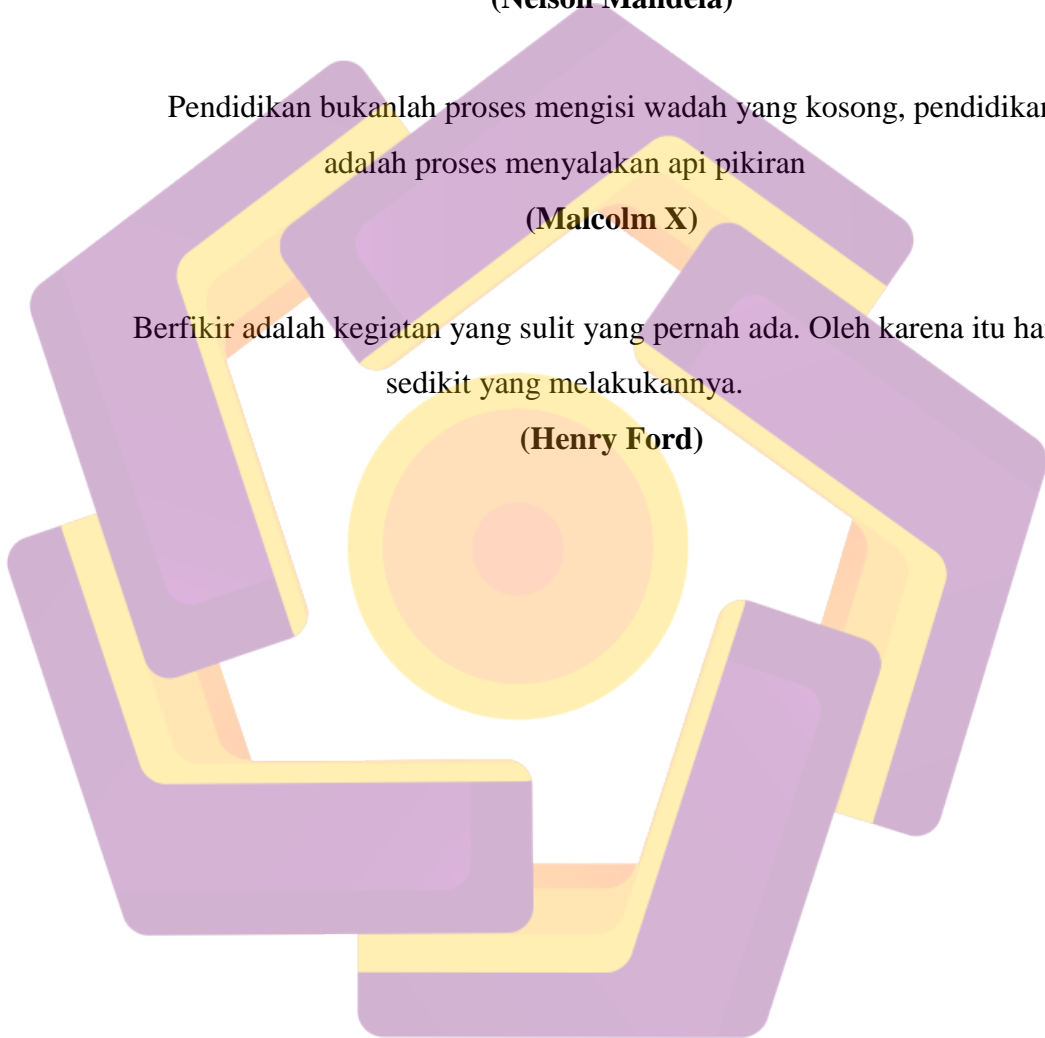 (Nelson Mandela)
Pendidikan bukanlah proses mengisi wadah yang kosong, pendidikan
adalah proses menyalakan api pikiran
(Malcolm X)
Berfikir adalah kegiatan yang sulit yang pernah ada. Oleh karena itu
sedikit yang melakukannya.
(Henry Ford)